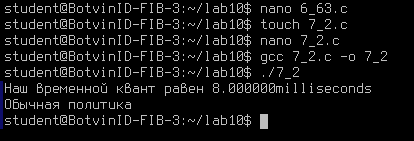 student@BotvinID-FIB-3:~/lab10$ nano 6_63.c
student@BotvinID-FIB-3:~/lab10$ touch 7_2.c
student@BotvinID-FIB-3:~/lab10$ nano 7_2.c
student@BotvinID-FIB-3:~/lab10$ gcc 7_2.c -o 7_2
student@BotvinID-FIB-3:~/lab10$ ./7_2
Наш временной квант равен 8.000000milliseconds
Обычная политика
student@BotvinID-FIB-3:~/lab10$